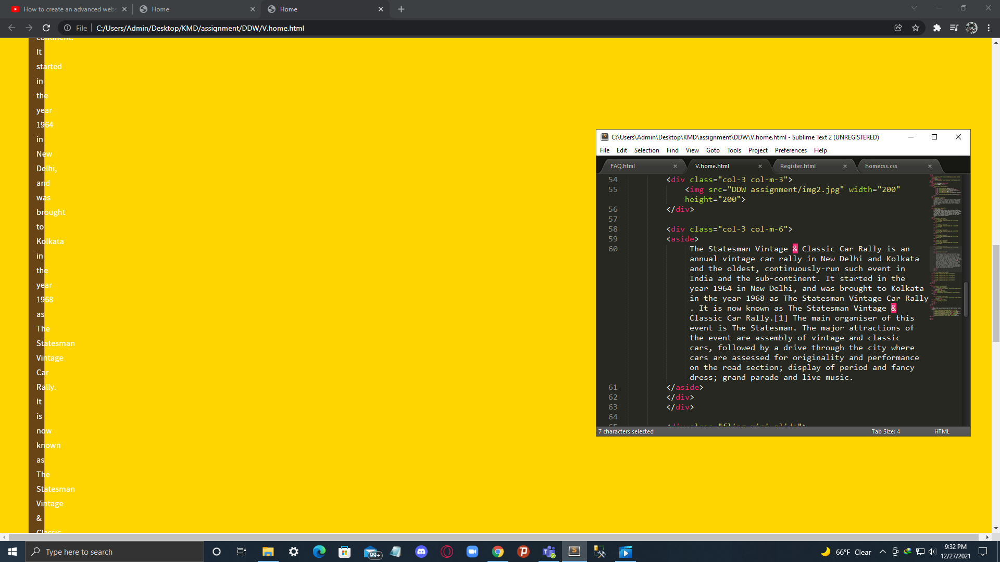 How to create an advanced webs
Home
Home
File
C:/Users/Admin/Desktop/KMD/assignment/DDW/V.home.html
continent.
It
started
in
the
year
1964
in
New
Delhi,
and
was
brought
to
Kolkata
in
the
year
1968
as
The
Statesman
Vintage
Car
Rally.
It
is
now
known
as
The
Statesman
Vintage
&
Classic
C:\Users\Admin\Desktop\KMD\assignment\DDW\V.home.html - Sublime Text 2 (UNREGISTERED)
File Edit Selection Find View Goto Tools Project Preferences Help
FAQ.html V.home.html Register.html homecss.css
54 <div class="col-3 col-m-3">
55 <img src="DDW assignment/img2.jpg" width="200"
height="200">
56 </div>
57
58 <div class="col-3 col-m-6">
59 <aside>
60 The Statesman Vintage & Classic Car Rally is an
annual vintage car rally in New Delhi and Kolkata
and the oldest, continuously-run such event in
India and the sub-continent. It started in the
year 1964 in New Delhi, and was brought to Kolkata
in the year 1968 as The Statesman Vintage Car Rally
. It is now known as The Statesman Vintage &
Classic Car Rally.[1] The main organiser of this
event is The Statesman. The major attractions of
the event are assembly of vintage and classic
cars, followed by a drive through the city where
cars are assessed for originality and performance
on the road section; display of period and fancy
dress; grand parade and live music.
61 </aside>
62 </div>
63 </div>
64
65 <div class="fling-mini-slide">
7 characters selected
Tab Size: 4
HTML
Type here to search
99+
66°F Clear
9:32 PM
12/27/2021